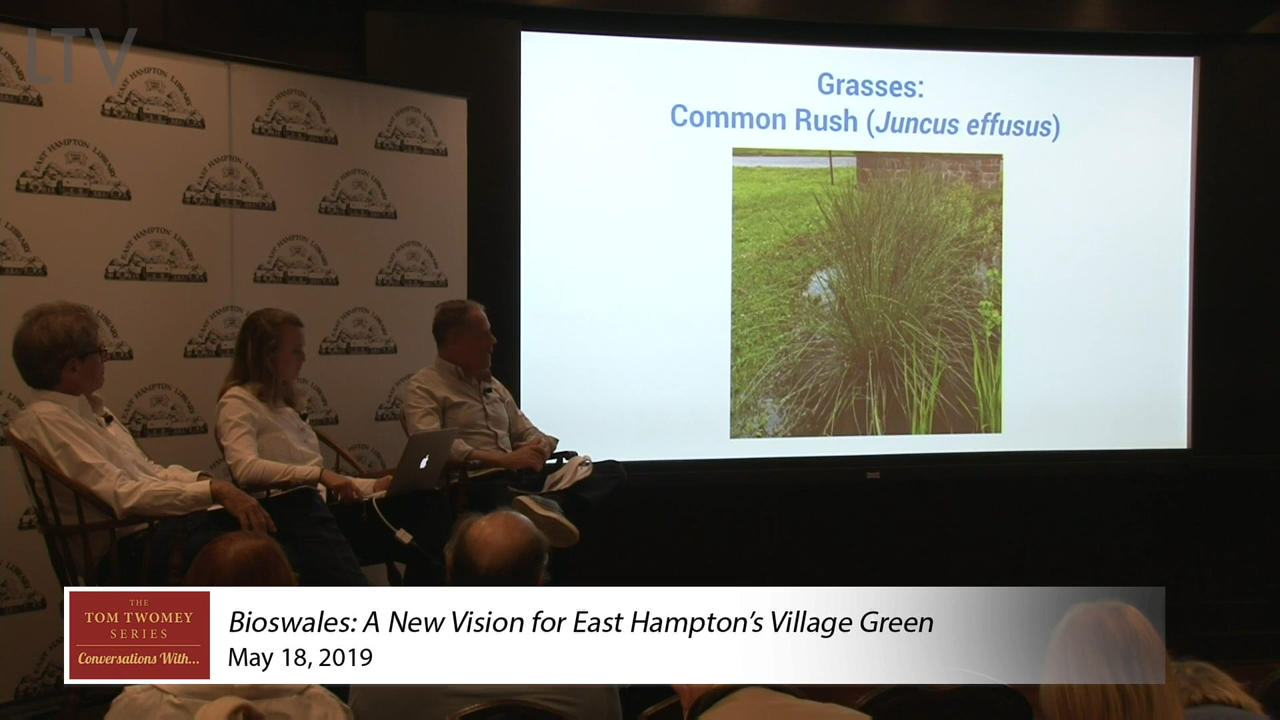 LTV
EAST HAMPTON LIBRARY
Grasses:
Common Rush (Juncus effusus)
THE
TOM TWOMEY
SERIES
Conversations With...
Bioswales: A New Vision for East Hampton's Village Green
May 18, 2019